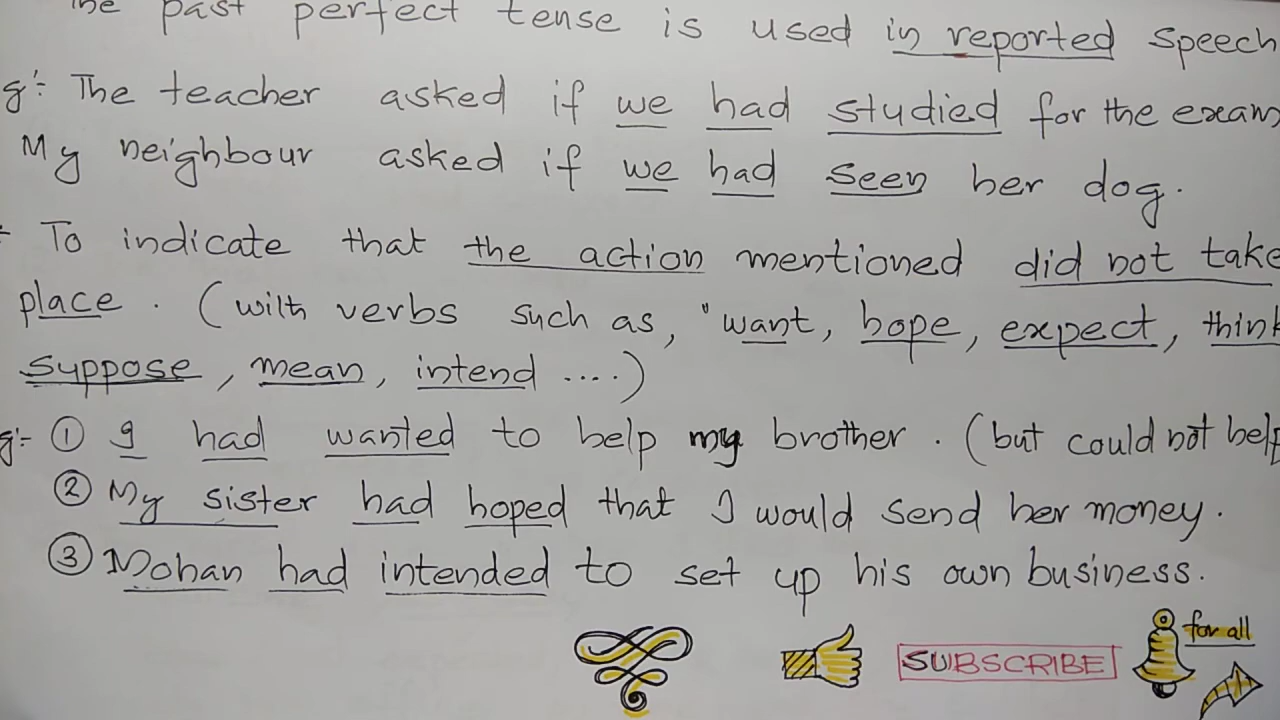 The past perfect tense is used in reported speech
g:- The teacher asked if we had studied for the exam
My neighbour asked if we had seen her dog.
To indicate that the action mentioned did not take
place. (with verbs such as, "want, hope, expect, think
suppose, mean, intend ....)
g:- ① I had wanted to help my brother. (but could not help
② My sister had hoped that I would send her money.
③ Mohan had intended to set up his own business.
SUBSCRIBE
for all